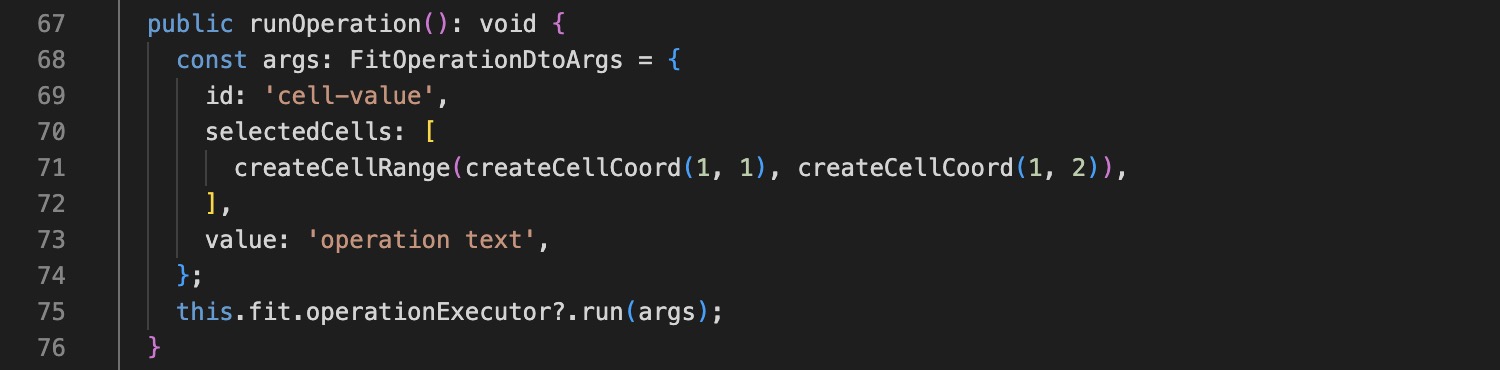 67 public runOperation(): void {
68 const args: FitOperationDtoArgs = {
69 id: 'cell-value',
70 selectedCells: [
71 createCellRange(createCellCoord(1, 1), createCellCoord(1, 2)),
72 ],
73 value: 'operation text',
74 };
75 this.fit.operationExecutor?.run(args);
76 }